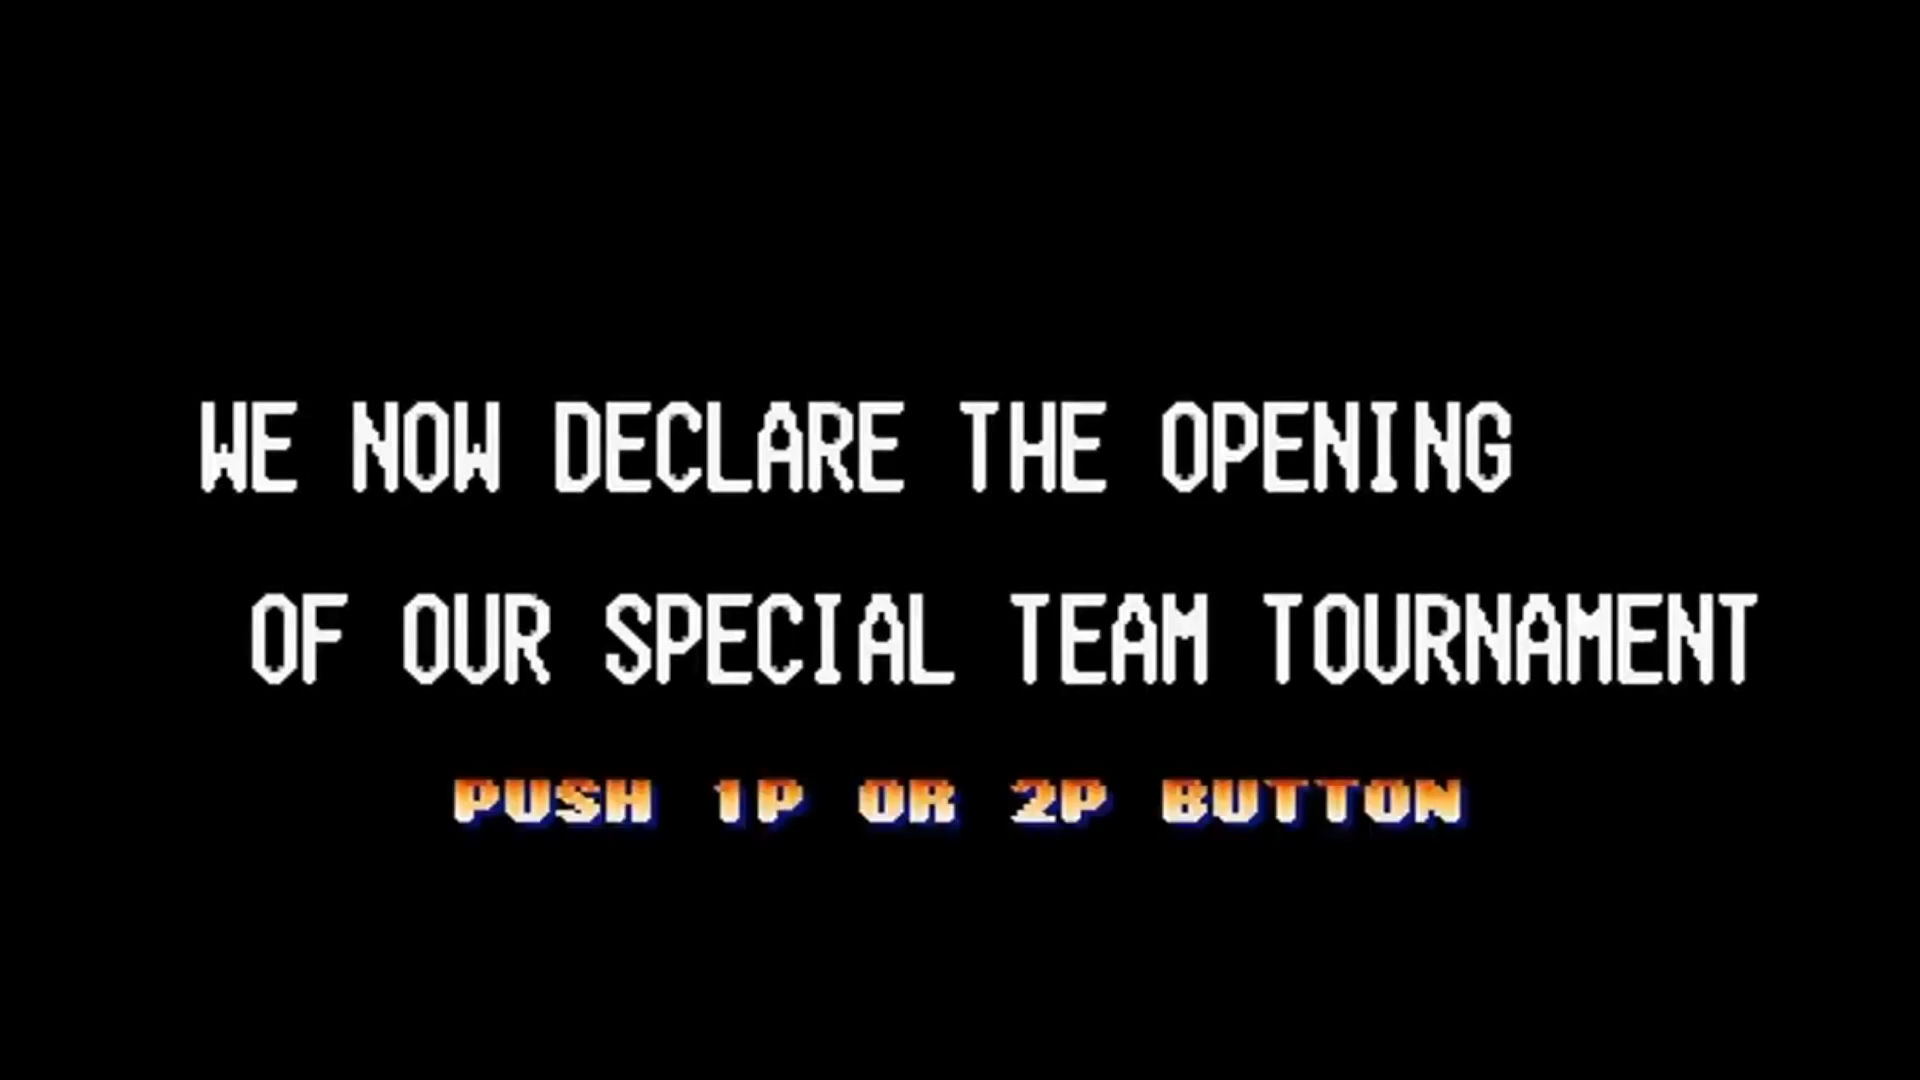 WE NOW DECLARE THE OPENING
OF OUR SPECIAL TEAM TOURNAMENT
PUSH 1P OR 2P BUTTON